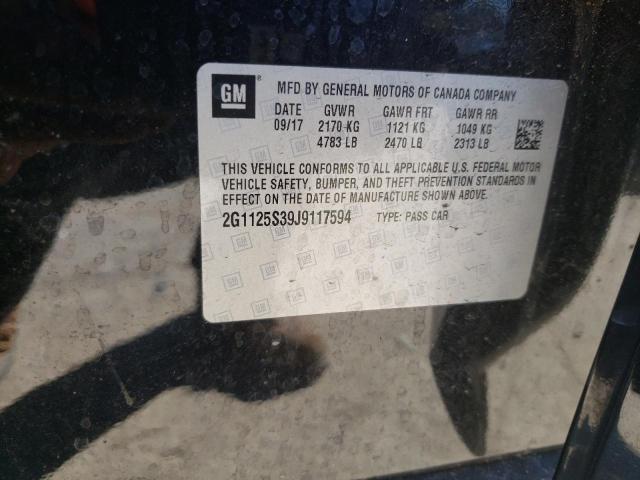 GM ® MFD BY GENERAL MOTORS OF CANADA COMPANY
DATE GVWR GAWR FRT GAWR RR
09/17 2170 KG 1121 KG 1049 KG
4783 LB 2470 LB 2313 LB
THIS VEHICLE CONFORMS TO ALL APPLICABLE U.S. FEDERAL MOTOR
VEHICLE SAFETY, BUMPER, AND THEFT PREVENTION STANDARDS IN
EFFECT ON THE DATE OF MANUFACTURE SHOWN ABOVE.
2G1125S39J9117594 TYPE: PASS CAR